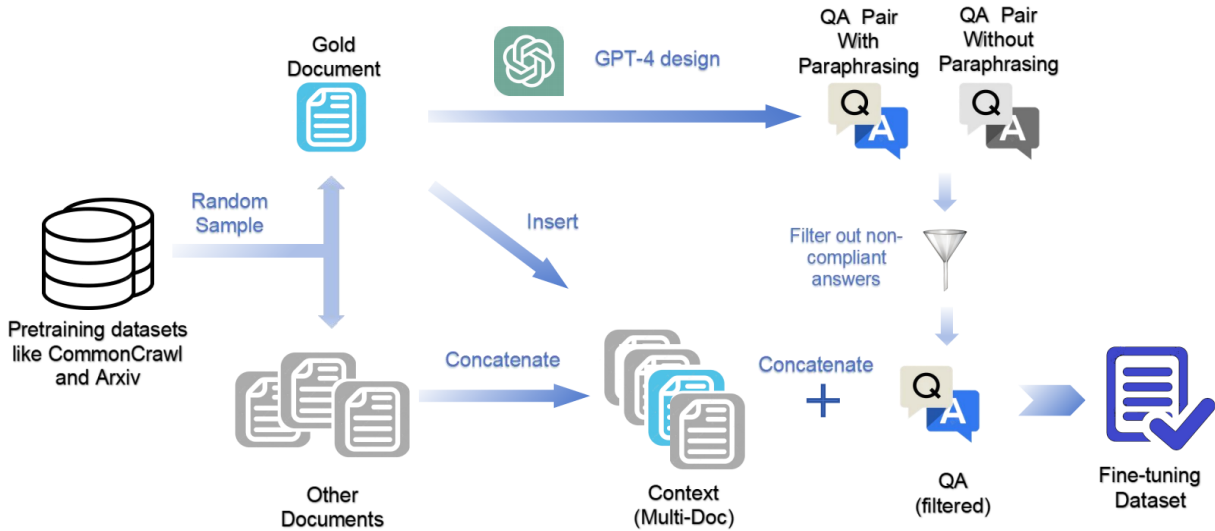 Gold
Document
GPT-4 design
QA Pair
With
Paraphrasing
QA Pair
Without
Paraphrasing
Q
A
Q
A
Random
Sample
Insert
Filter out non-
compliant
answers
Pretraining datasets
like CommonCrawl
and Arxiv
Concatenate
Concatenate
+
Q
A
Other
Documents
Context
(Multi-Doc)
QA
(filtered)
Fine-tuning
Dataset